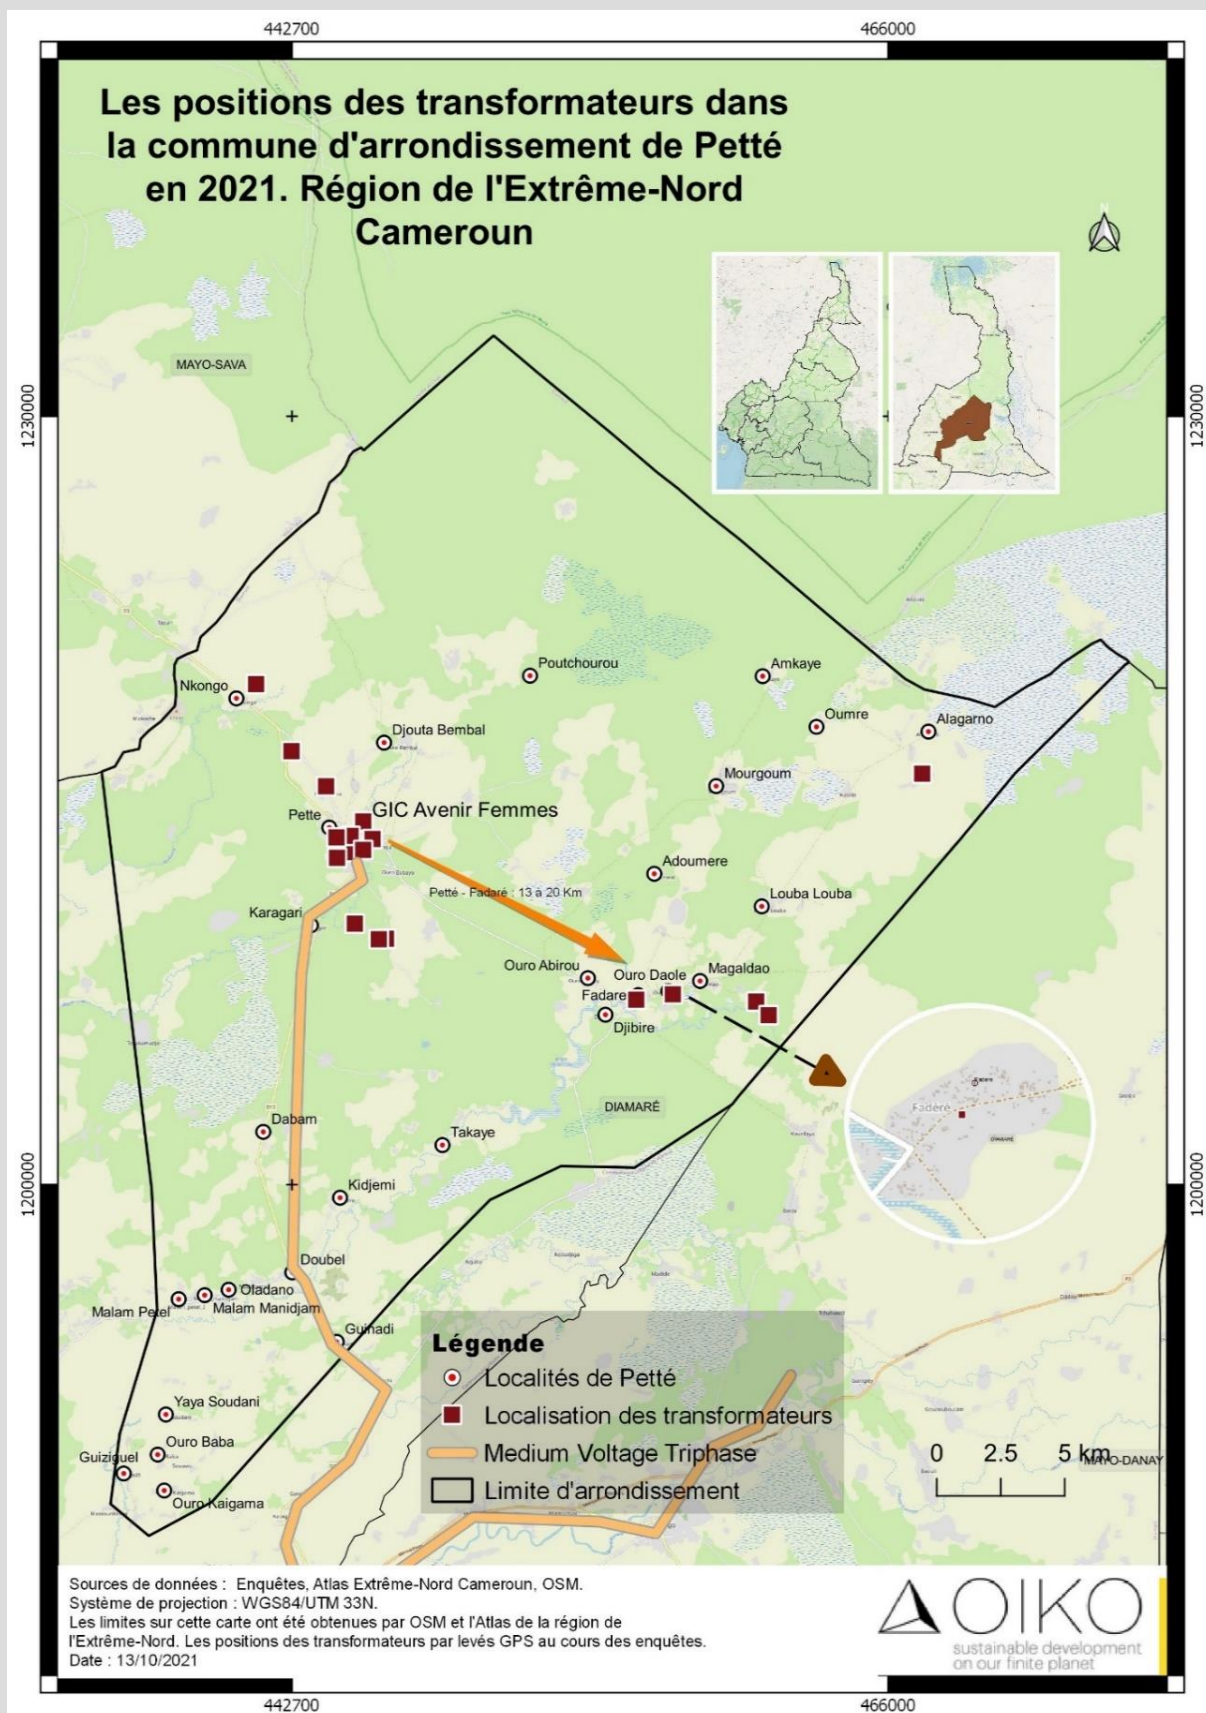 442700
466000
Les positions des transformateurs dans
la commune d'arrondissement de Petté
en 2021. Région de l'Extrême-Nord
Cameroun
N
MAYO-SAVA
1230000
1230000
Poutchourou
Amkaye
Nkongo
Oumre
Alagarno
Djouta Bembal
Mourgoum
GIC Avenir Femmes
Pette
Adoumere
Petté - Fadaré : 13 à 20 Km
Louba Louba
Karagari
Ouro Abirou
Ouro Daole
Magaldao
Fadare
Djibire
Fadéré
DIAMARÉ
DIAMARÉ
Dabam
Takaye
1200000
1200000
Kidjemi
Doubel
Oladano
Malam Petel
Malam Manidjam
Guinadi
Légende
Localités de Petté
Localisation des transformateurs
Medium Voltage Triphase
Limite d'arrondissement
Yaya Soudani
Ouro Baba
Guiziguel
Ouro Kaigama
0 2.5 5 km
MAYO-DANAY
Sources de données : Enquêtes, Atlas Extrême-Nord Cameroun, OSM.
Système de projection : WGS84/UTM 33N.
Les limites sur cette carte ont été obtenues par OSM et l'Atlas de la région de
l'Extrême-Nord. Les positions des transformateurs par levés GPS au cours des enquêtes.
Date : 13/10/2021
OIKO
sustainable development
on our finite planet
442700
466000